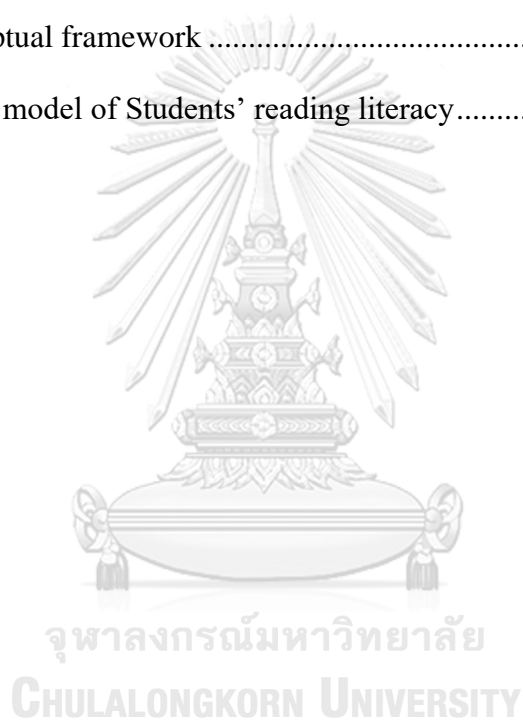 ptual framework ....................................
model of Students’ reading literacy.........
จุฬาลงกรณ์มหาวิทยาลัย
CHULALONGKORN UNIVERSITY